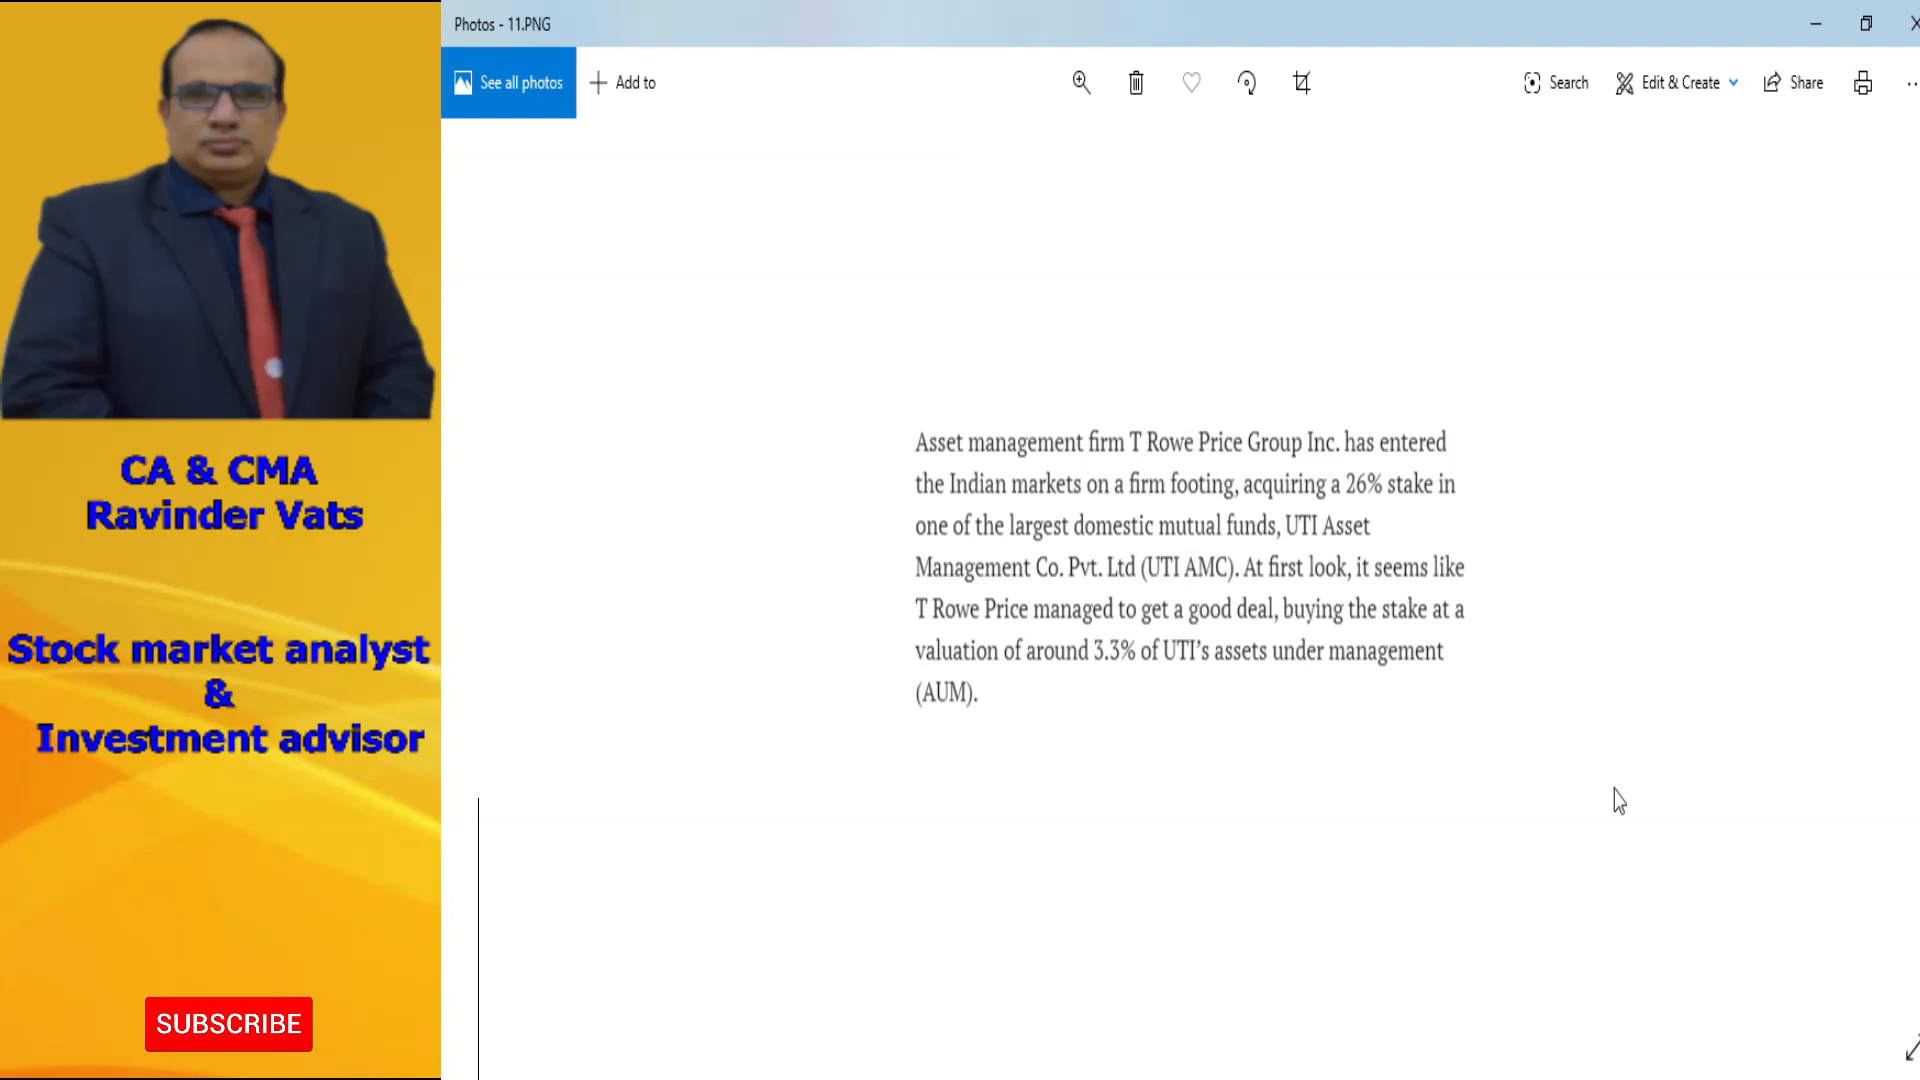 CA & CMA
Ravinder Vats
Stock market analyst
&
Investment advisor
SUBSCRIBE
Photos - 11.PNG
See all photos
Add to
Search
Edit & Create
Share
Asset management firm T Rowe Price Group Inc. has entered
the Indian markets on a firm footing, acquiring a 26% stake in
one of the largest domestic mutual funds, UTI Asset
Management Co. Pvt. Ltd (UTI AMC). At first look, it seems like
T Rowe Price managed to get a good deal, buying the stake at a
valuation of around 3.3% of UTI’s assets under management
(AUM).